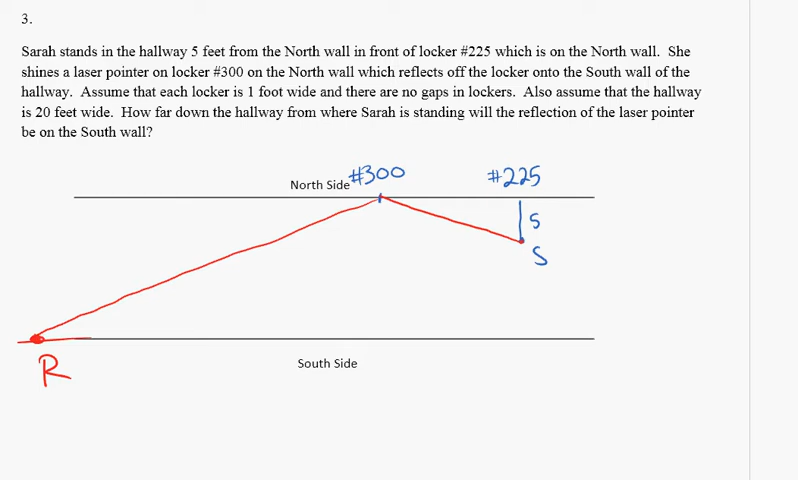 3.
Sarah stands in the hallway 5 feet from the North wall in front of locker #225 which is on the North wall.  She
shines a laser pointer on locker #300 on the North wall which reflects off the locker onto the South wall of the
hallway.  Assume that each locker is 1 foot wide and there are no gaps in lockers.  Also assume that the hallway
is 20 feet wide.  How far down the hallway from where Sarah is standing will the reflection of the laser pointer
be on the South wall?
North Side #300 #225
5
S
R
South Side